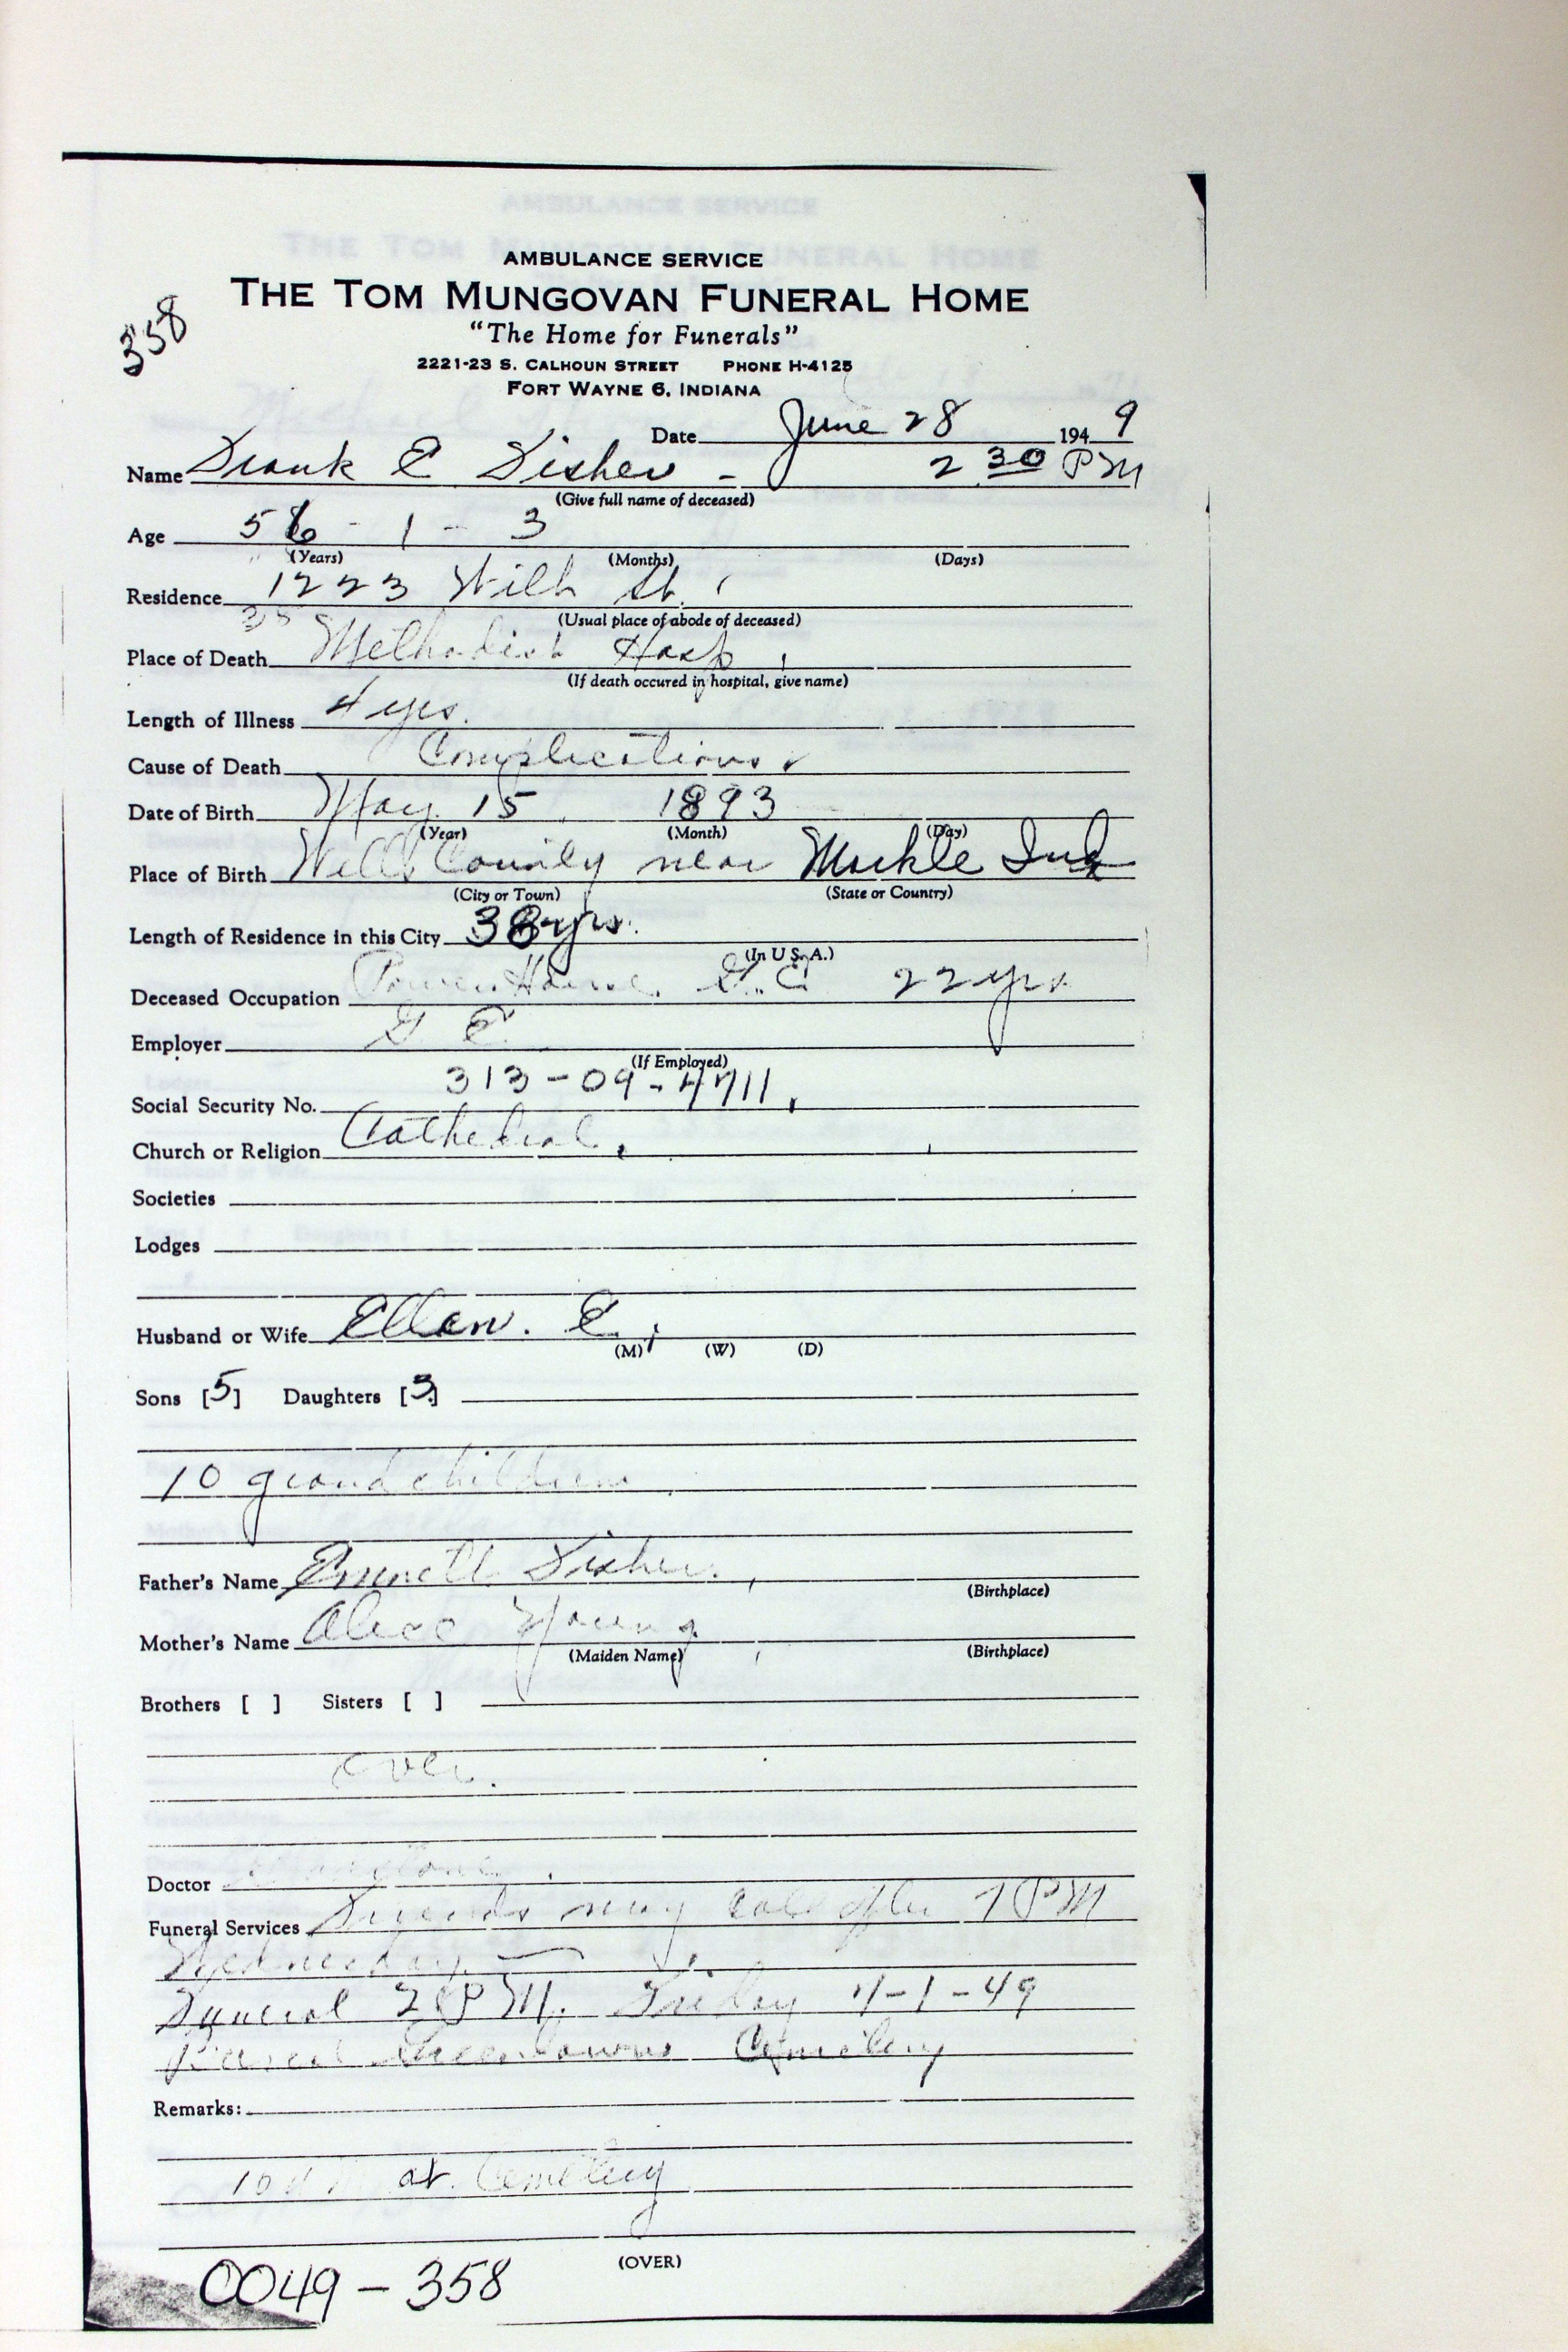 358
AMBULANCE SERVICE
THE TOM MUNGOVAN FUNERAL HOME
"The Home for Funerals"
2221-23 S. CALHOUN STREET PHONE H-4125
FORT WAYNE 6, INDIANA
Date June 28 1949
Name Frank E Fisher - 2 30 PM
(Give full name of deceased)
Age 56 - 1 - 3
(Years) (Months) (Days)
Residence 1223 St.
(Usual place of abode of deceased)
Place of Death Methodist Hosp.
(If death occured in hospital, give name)
Length of Illness 4 yrs.
Cause of Death Complications
Date of Birth May 15 1893
(Year) (Month) (Day)
Place of Birth Wells County near Markle Ind
(City or Town) (State or Country)
Length of Residence in this City 38 yrs.
(In U S. A.)
Deceased Occupation Power House G.E. 22 yrs.
Employer G. E.
(If Employed)
Social Security No. 313-09-4711
Church or Religion Cathedral
Societies
Lodges
Husband or Wife Ellen. E.
(M) (W) (D)
Sons [5] Daughters [3]
10 grandchildren
Father's Name Emmett Fisher
(Birthplace)
Mother's Name Alice Young
(Maiden Name) (Birthplace)
Brothers [ ] Sisters [ ]
over.
Doctor
Funeral Services Friends may call after 7 PM
Wednesday
Funeral 2 PM. Friday 7-1-49
Burial Greenlawns Cemetery
Remarks:
at Cemetery
(OVER)
0049-358